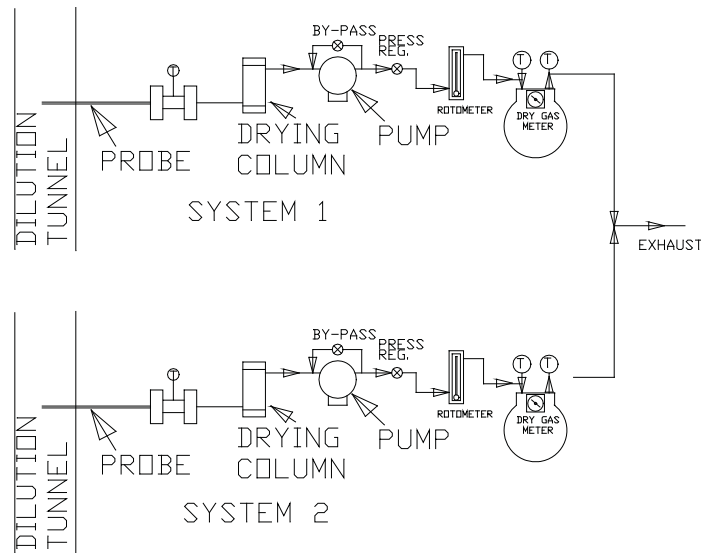 BY-PASS
PRESS
REG.
T
T
T
ROTOMETER
DRY GAS
METER
DILUTION
TUNNEL
PROBE
DRYING
COLUMN
PUMP
SYSTEM 1
EXHAUST
BY-PASS
PRESS
REG.
T
T
T
ROTOMETER
DRY GAS
METER
DILUTION
TUNNEL
PROBE
DRYING
COLUMN
PUMP
SYSTEM 2